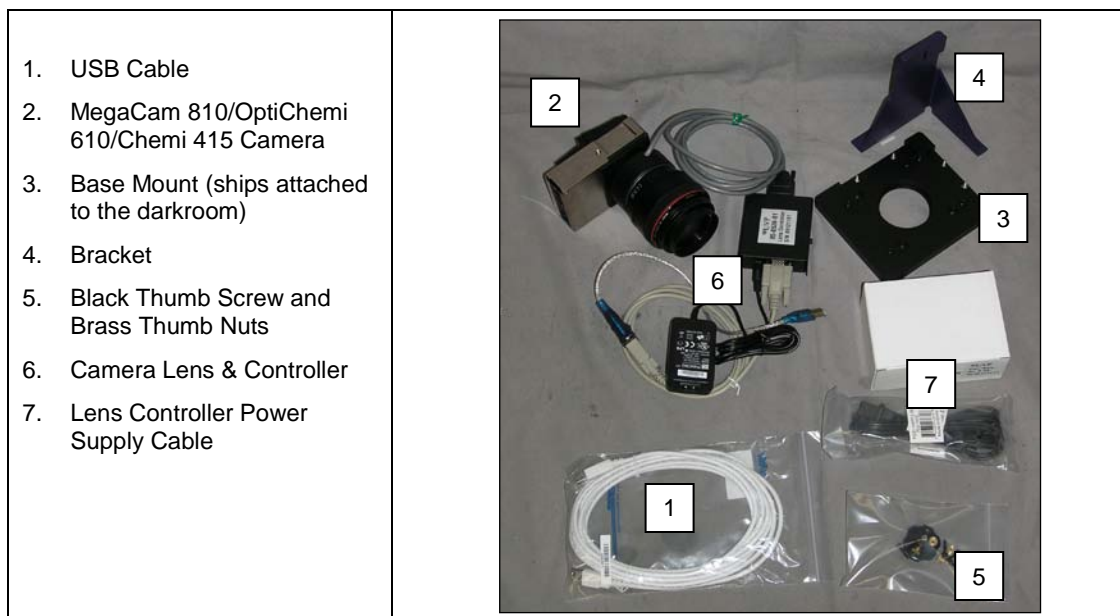 1. USB Cable
2. MegaCam 810/OptiChemi
610/Chemi 415 Camera
3. Base Mount (ships attached
to the darkroom)
4. Bracket
5. Black Thumb Screw and
Brass Thumb Nuts
6. Camera Lens & Controller
7. Lens Controller Power
Supply Cable
4
2
3
6
7
1
5